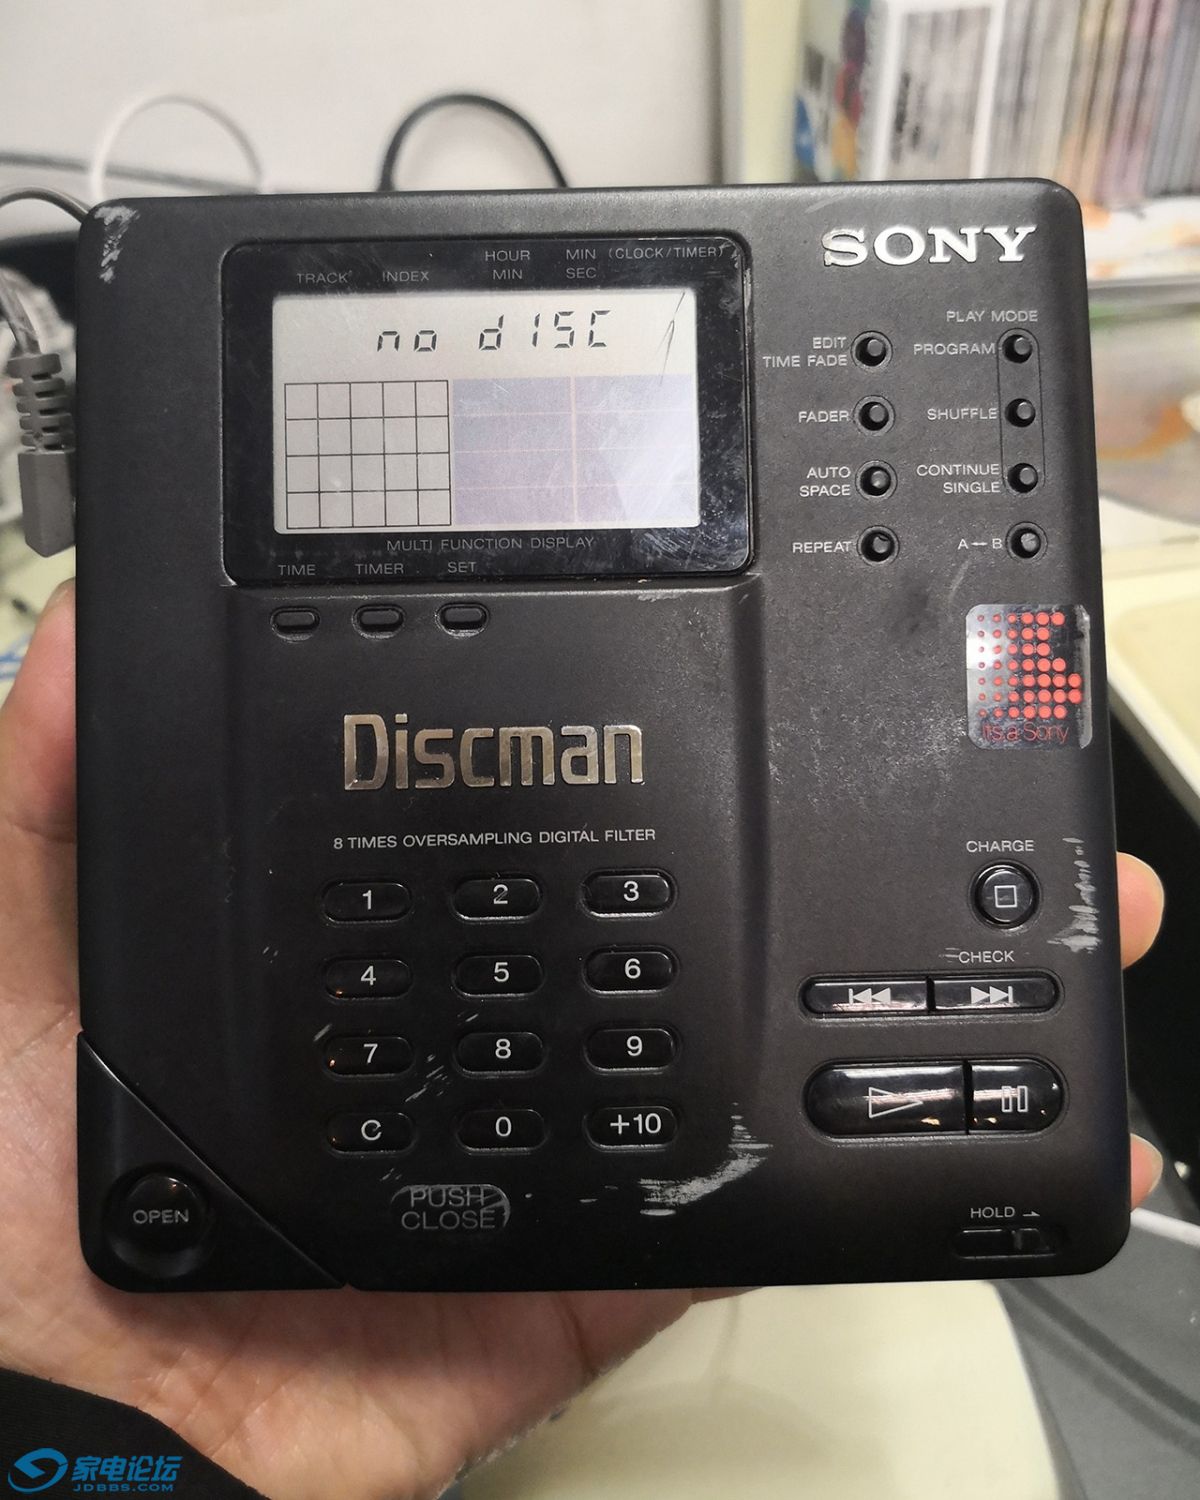 SONY
HOUR MIN (CLOCK/TIMER)
TRACK INDEX MIN SEC
no dISC
MULTI FUNCTION DISPLAY
TIME TIMER SET
PLAY MODE
EDIT
TIME FADE
PROGRAM
FADER
SHUFFLE
AUTO
SPACE
CONTINUE
SINGLE
REPEAT
A↔B
It's a Sony
Discman
8 TIMES OVERSAMPLING DIGITAL FILTER
1 2 3
4 5 6
7 8 9
C 0 +10
CHARGE
CHECK
OPEN
PUSH
CLOSE
HOLD
家电论坛
JDBBS.COM